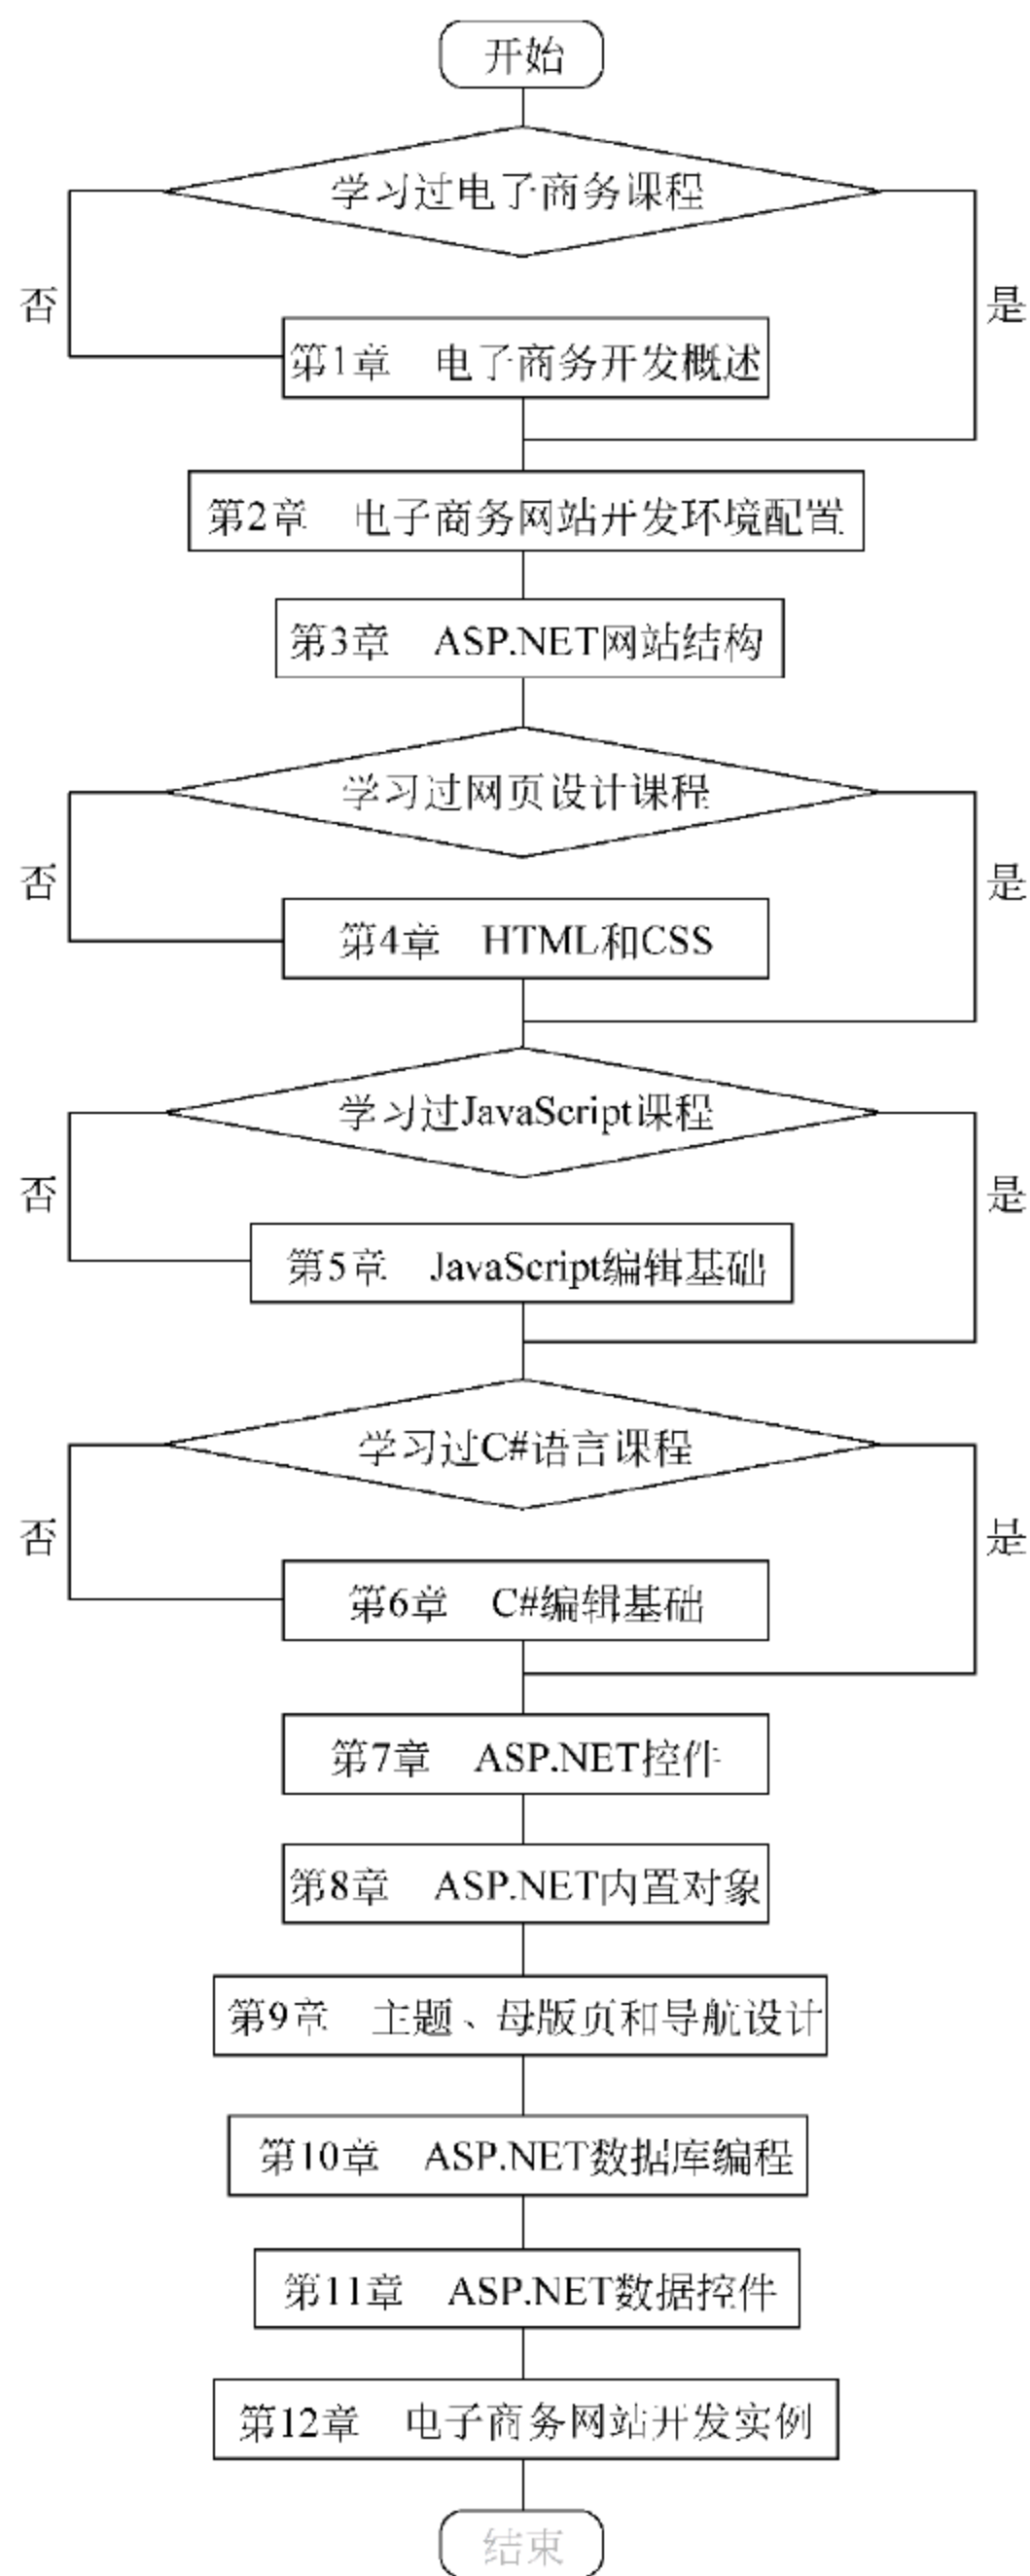 开始
学习过电子商务课程
否
是
第1章 电子商务开发概述
第2章 电子商务网站开发环境配置
第3章 ASP.NET网站结构
学习过网页设计课程
否
是
第4章 HTML和CSS
学习过JavaScript课程
否
是
第5章 JavaScript编辑基础
学习过C#语言课程
否
是
第6章 C#编辑基础
第7章 ASP.NET控件
第8章 ASP.NET内置对象
第9章 主题、母版页和导航设计
第10章 ASP.NET数据库编程
第11章 ASP.NET数据控件
第12章 电子商务网站开发实例
结束